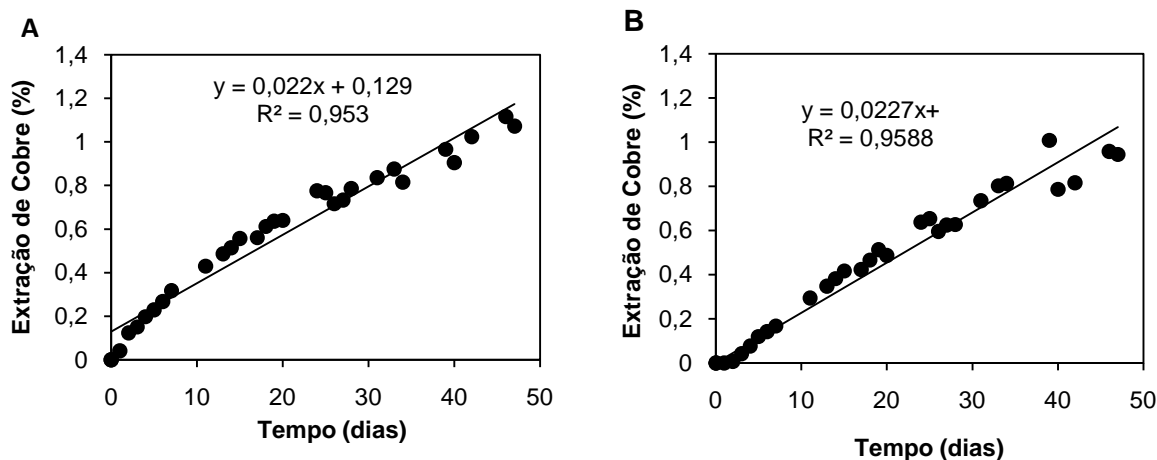 A
Extração de Cobre (%)
1,4
1,2
1
0,8
0,6
0,4
0,2
0
y = 0,022x + 0,129
R² = 0,953
0 10 20 30 40 50
Tempo (dias)
B
Extração de Cobre (%)
1,4
1,2
1
0,8
0,6
0,4
0,2
0
y = 0,0227x+
R² = 0,9588
0 10 20 30 40 50
Tempo (dias)